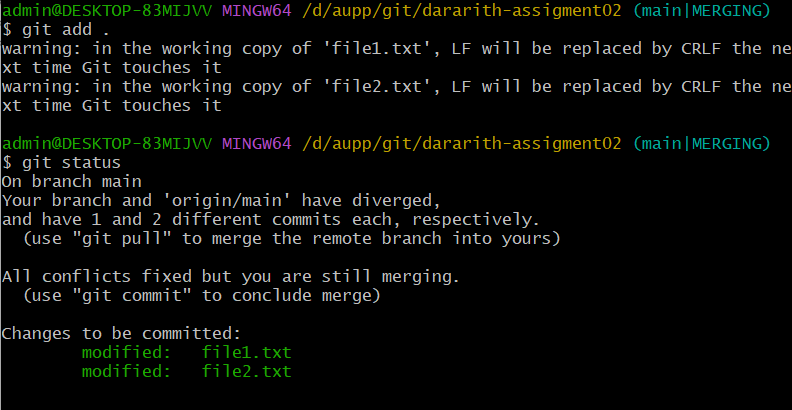 admin@DESKTOP-83MIJVV MINGW64 /d/aupp/git/dararith-assigment02 (main|MERGING)
$ git add .
warning: in the working copy of 'file1.txt', LF will be replaced by CRLF the ne
xt time Git touches it
warning: in the working copy of 'file2.txt', LF will be replaced by CRLF the ne
xt time Git touches it
admin@DESKTOP-83MIJVV MINGW64 /d/aupp/git/dararith-assigment02 (main|MERGING)
$ git status
On branch main
Your branch and 'origin/main' have diverged,
and have 1 and 2 different commits each, respectively.
  (use "git pull" to merge the remote branch into yours)
All conflicts fixed but you are still merging.
  (use "git commit" to conclude merge)
Changes to be committed:
        modified:   file1.txt
        modified:   file2.txt